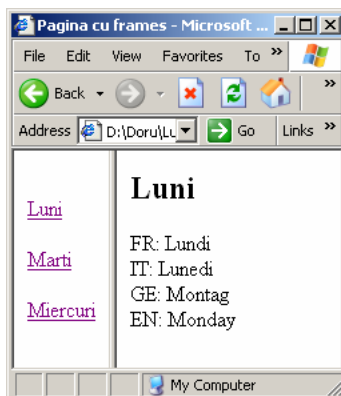 Pagina cu frames - Microsoft ...
File Edit View Favorites To »
Back »
Address D:\Doru\Lu Go Links »
Luni
Marti
Miercuri
Luni
FR: Lundi
IT: Lunedi
GE: Montag
EN: Monday
My Computer